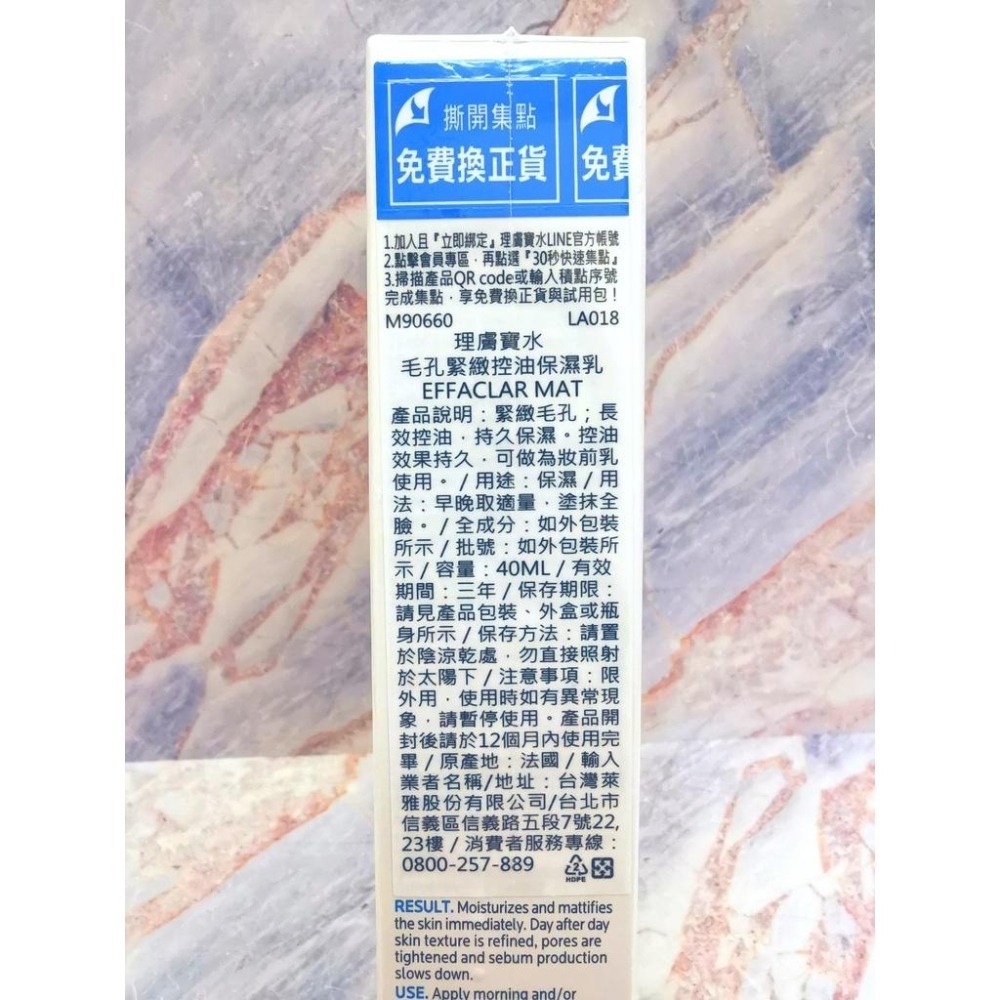 撕開集點
免費換正貨
免費
1.加入且『立即綁定』理膚寶水LINE官方帳號
2.點擊會員專區，再點選『30秒快速集點』
3.掃描產品QR code或輸入積點序號
完成集點，享免費換正貨與試用包！
M90660 LA018
理膚寶水
毛孔緊緻控油保濕乳
EFFACLAR MAT
產品說明：緊緻毛孔；長
效控油，持久保濕。控油
效果持久，可做為妝前乳
使用。/用途：保濕/用
法：早晚取適量，塗抹全
臉。/全成分：如外包裝
所示/批號：如外包裝所
示/容量：40ML/有效
期間：三年/保存期限：
請見產品包裝、外盒或瓶
身所示/保存方法：請置
於陰涼乾處，勿直接照射
於太陽下/注意事項：限
外用，使用時如有異常現
象，請暫停使用。產品開
封後請於12個月內使用完
畢/原產地：法國/輸入
業者名稱/地址：台灣萊
雅股份有限公司/台北市
信義區信義路五段7號22,
23樓/消費者服務專線：
0800-257-889
2
HDPE
RESULT. Moisturizes and mattifies
the skin immediately. Day after day
skin texture is refined, pores are
tightened and sebum production
slows down.
USE. Apply morning and/or